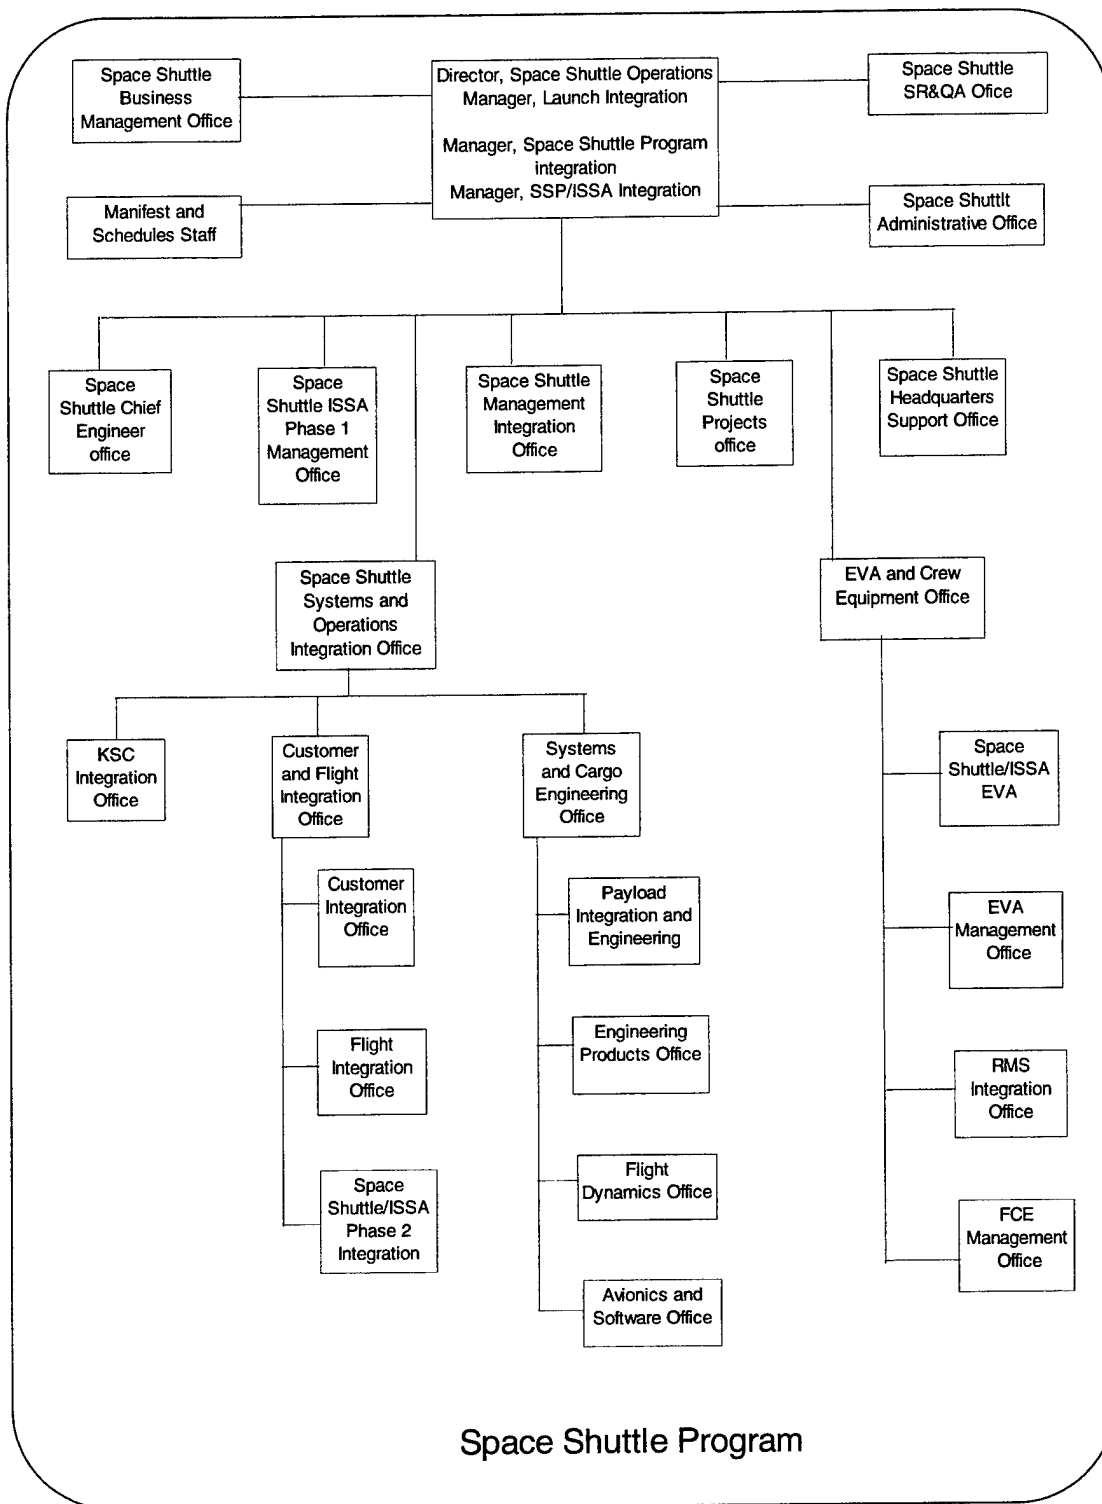 Space Shuttle
Business
Management Office
Director, Space Shuttle Operations
Manager, Launch Integration
Manager, Space Shuttle Program
integration
Manager, SSP/ISSA Integration
Space Shuttle
SR&QA Ofice
Manifest and
Schedules Staff
Space Shuttlt
Administrative Office
Space
Shuttle Chief
Engineer
office
Space
Shuttle ISSA
Phase 1
Management
Office
Space Shuttle
Management
Integration
Office
Space
Shuttle
Projects
office
Space Shuttle
Headquarters
Support Office
Space Shuttle
Systems and
Operations
Integration Office
EVA and Crew
Equipment Office
KSC
Integration
Office
Customer
and Flight
Integration
Office
Systems
and Cargo
Engineering
Office
Space
Shuttle/ISSA
EVA
Customer
Integration
Office
Payload
Integration and
Engineering
EVA
Management
Office
Flight
Integration
Office
Engineering
Products Office
RMS
Integration
Office
Space
Shuttle/ISSA
Phase 2
Integration
Flight
Dynamics Office
FCE
Management
Office
Avionics and
Software Office
Space Shuttle Program